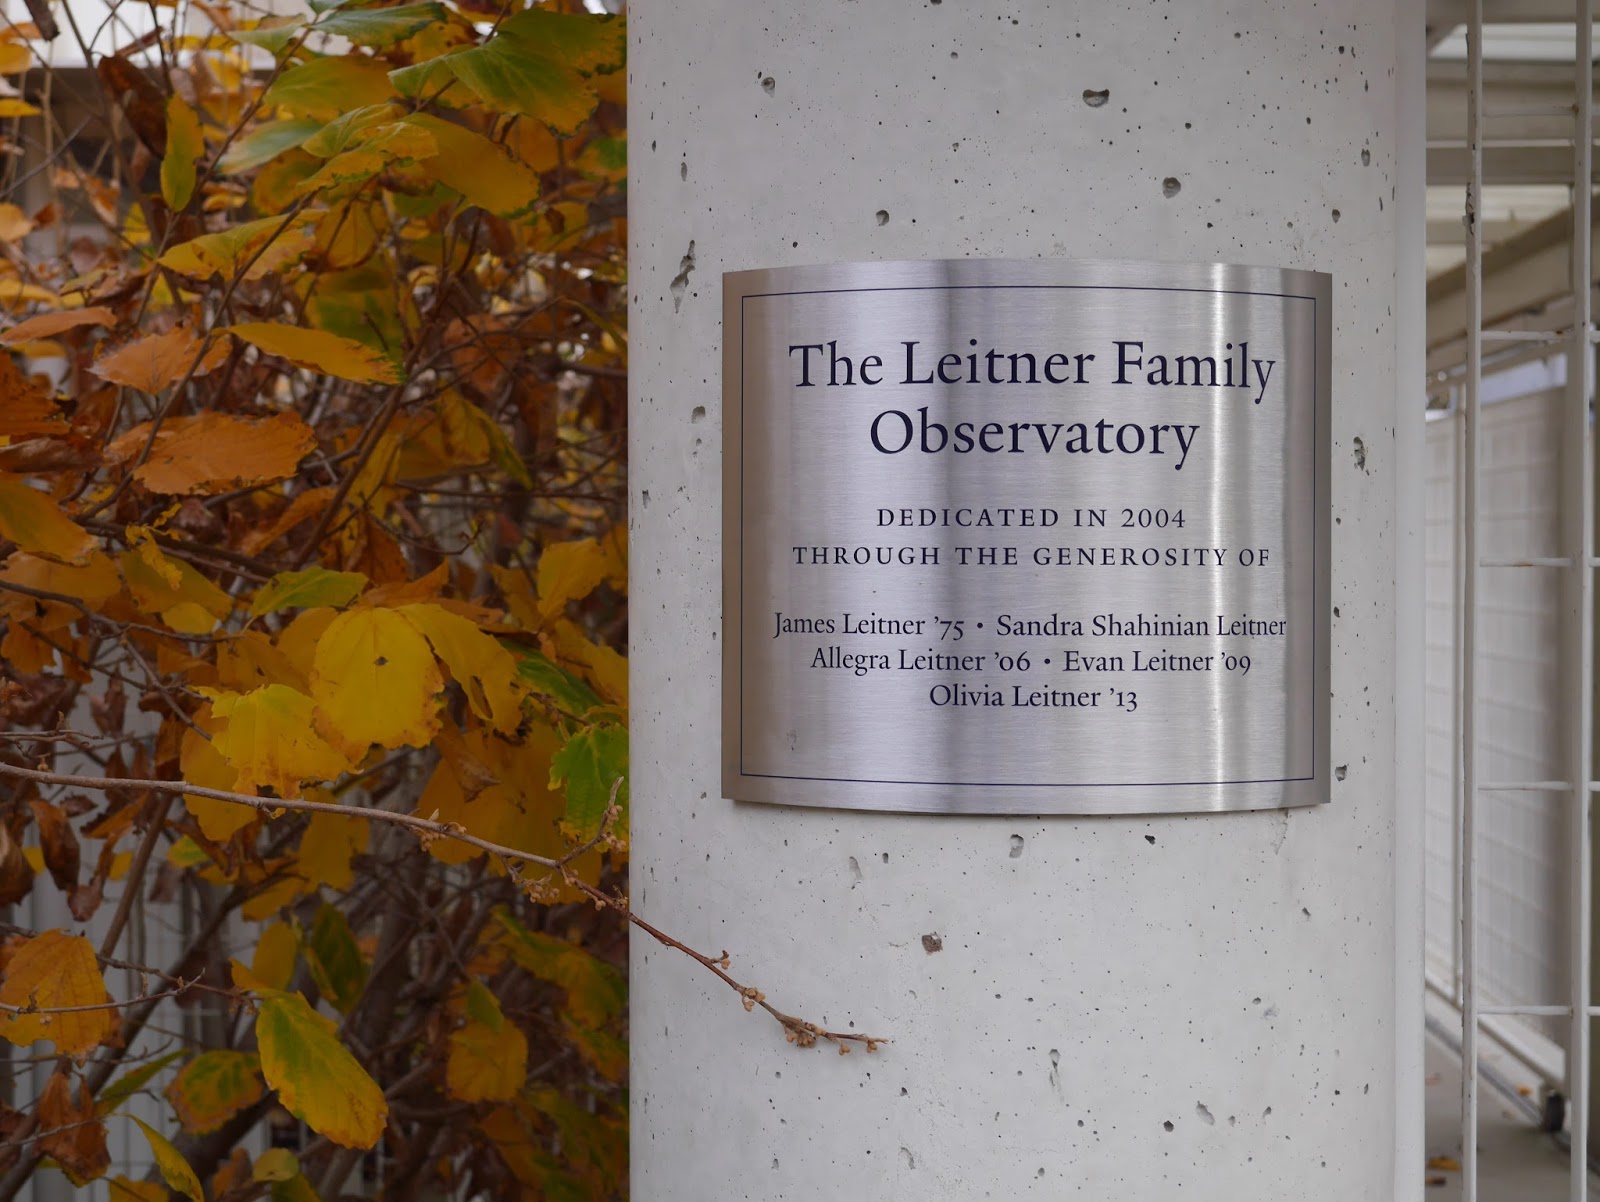 The Leitner Family
Observatory
DEDICATED IN 2004
THROUGH THE GENEROSITY OF
James Leitner ’75 • Sandra Shahinian Leitner
Allegra Leitner ’06 • Evan Leitner ’09
Olivia Leitner ’13